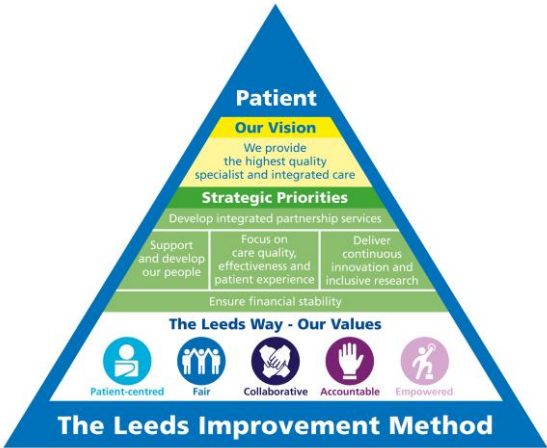 Patient
Our Vision
We provide
the highest quality
specialist and integrated care
Strategic Priorities
Develop integrated partnership services
Support
and develop
our people
Focus on
care quality,
effectiveness and
patient experience
Deliver
continuous
innovation and
inclusive research
Ensure financial stability
The Leeds Way - Our Values
Patient-centred
Fair
Collaborative
Accountable
Empowered
The Leeds Improvement Method